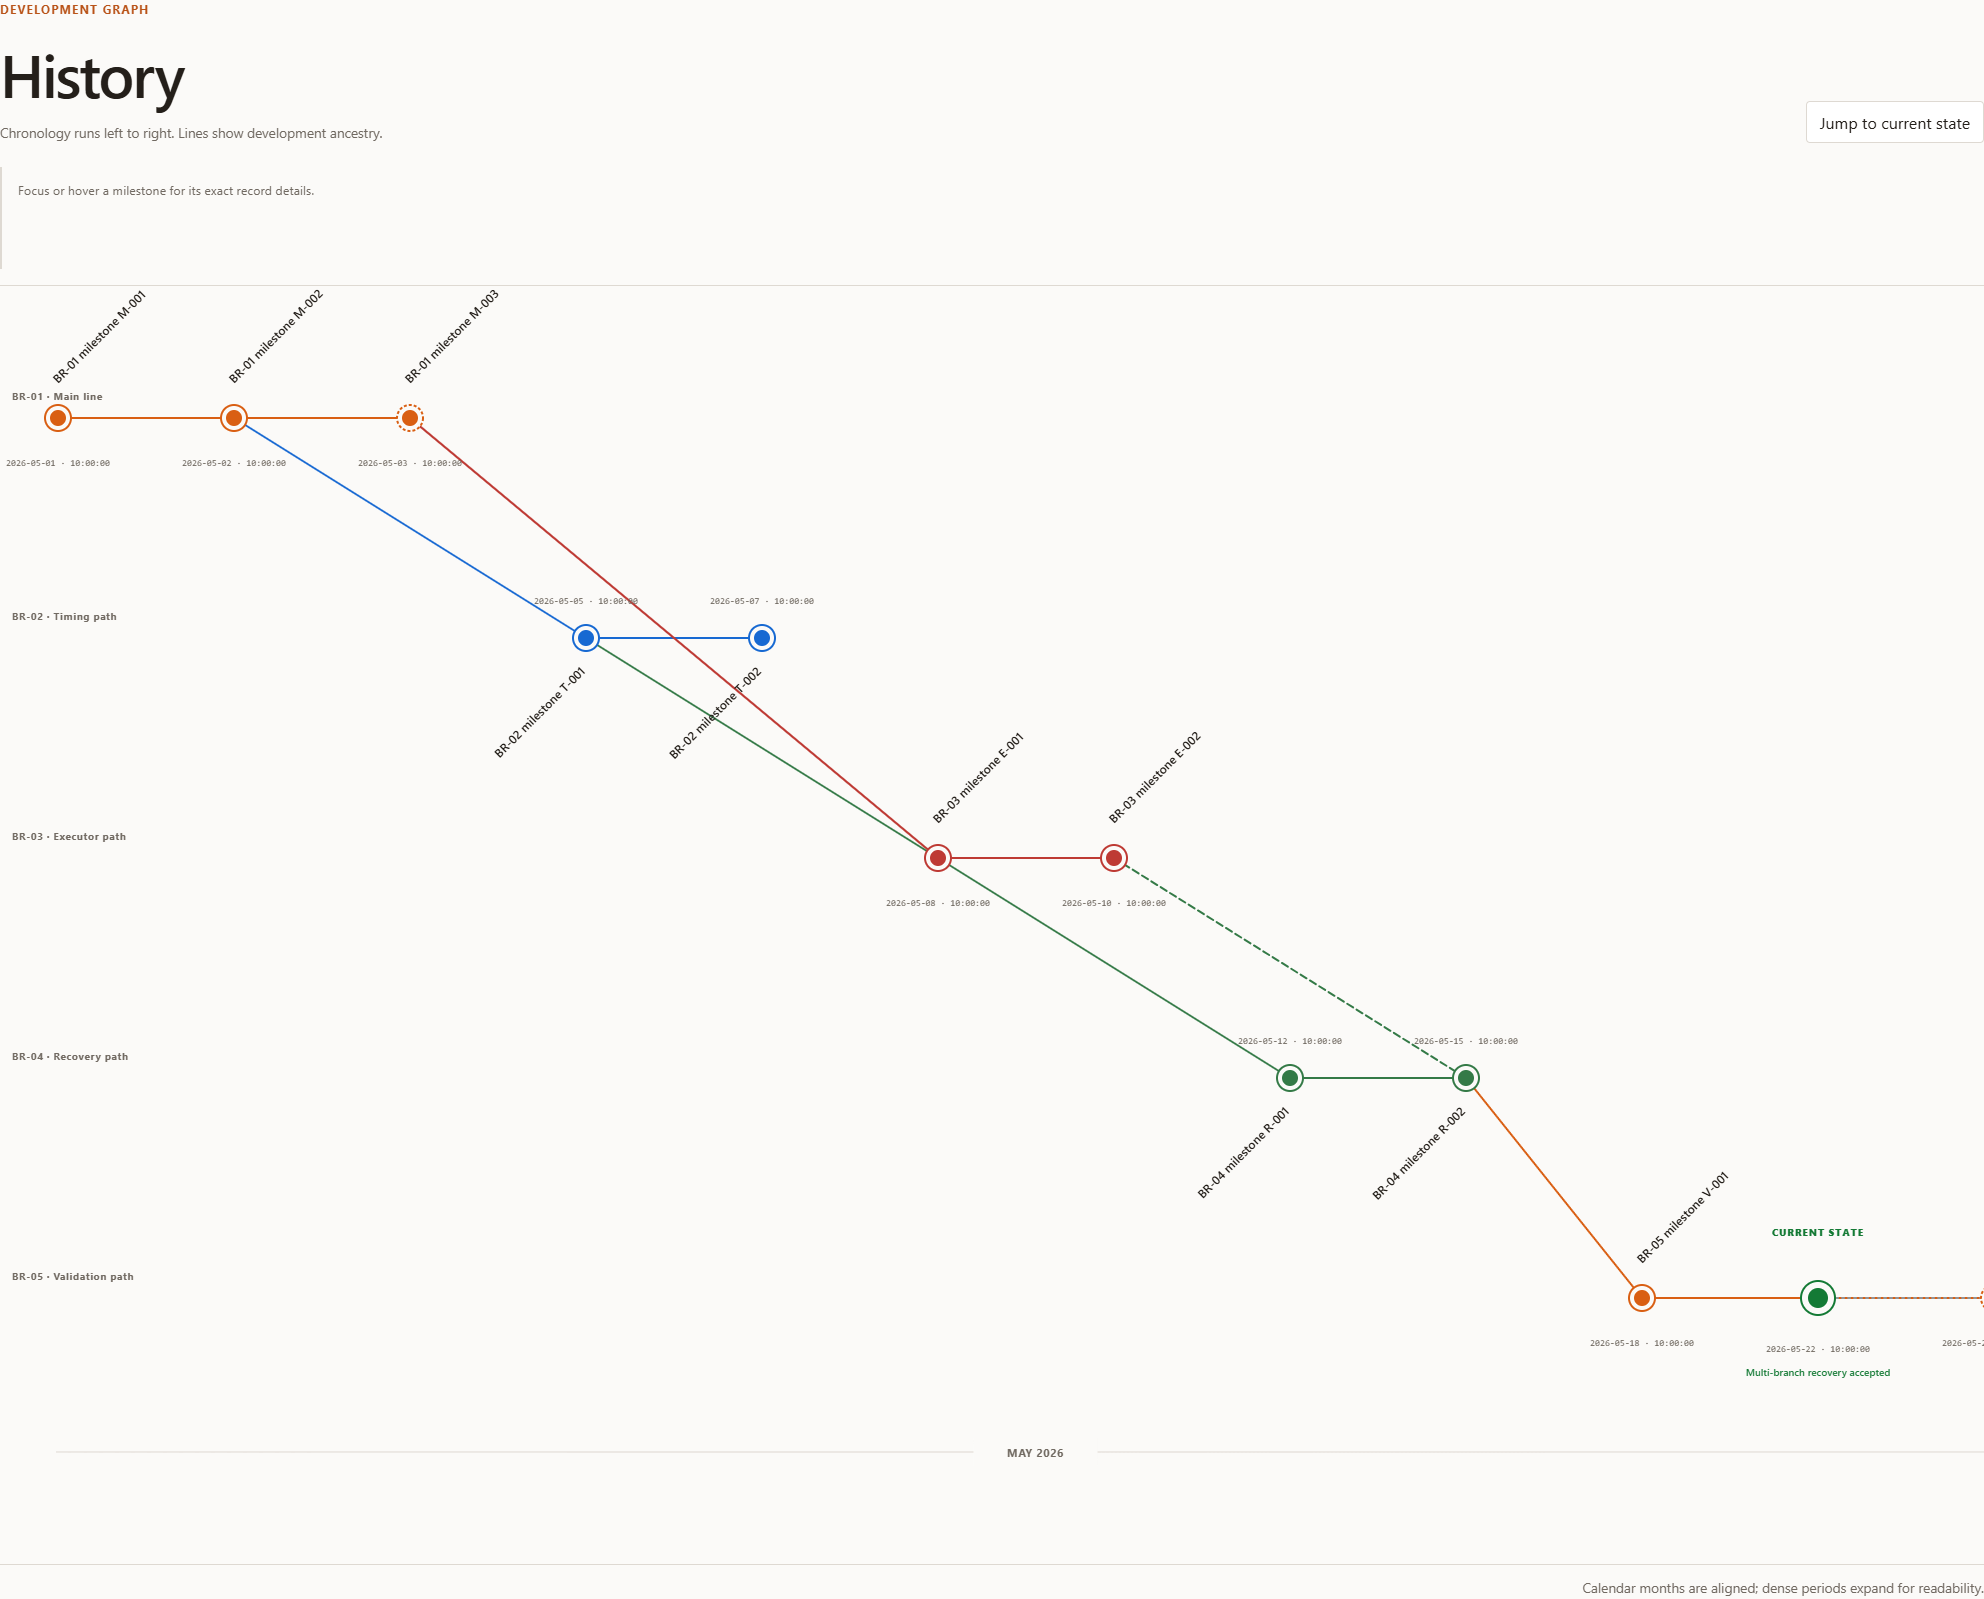 DEVELOPMENT GRAPH
History
Chronology runs left to right. Lines show development ancestry.
Jump to current state
Focus or hover a milestone for its exact record details.
BR-01 milestone M-001
BR-01 milestone M-002
BR-01 milestone M-003
BR-01 · Main line
2026-05-01 · 10:00:00
2026-05-02 · 10:00:00
2026-05-03 · 10:00:00
2026-05-05 · 10:00:00
2026-05-07 · 10:00:00
BR-02 · Timing path
BR-02 milestone T-001
BR-02 milestone T-002
BR-03 milestone E-001
BR-03 milestone E-002
BR-03 · Executor path
2026-05-08 · 10:00:00
2026-05-10 · 10:00:00
2026-05-12 · 10:00:00
2026-05-15 · 10:00:00
BR-04 · Recovery path
BR-04 milestone R-001
BR-04 milestone R-002
BR-05 milestone V-001
CURRENT STATE
BR-05 · Validation path
2026-05-18 · 10:00:00
2026-05-22 · 10:00:00
2026-05-2
Multi-branch recovery accepted
MAY 2026
Calendar months are aligned; dense periods expand for readability.